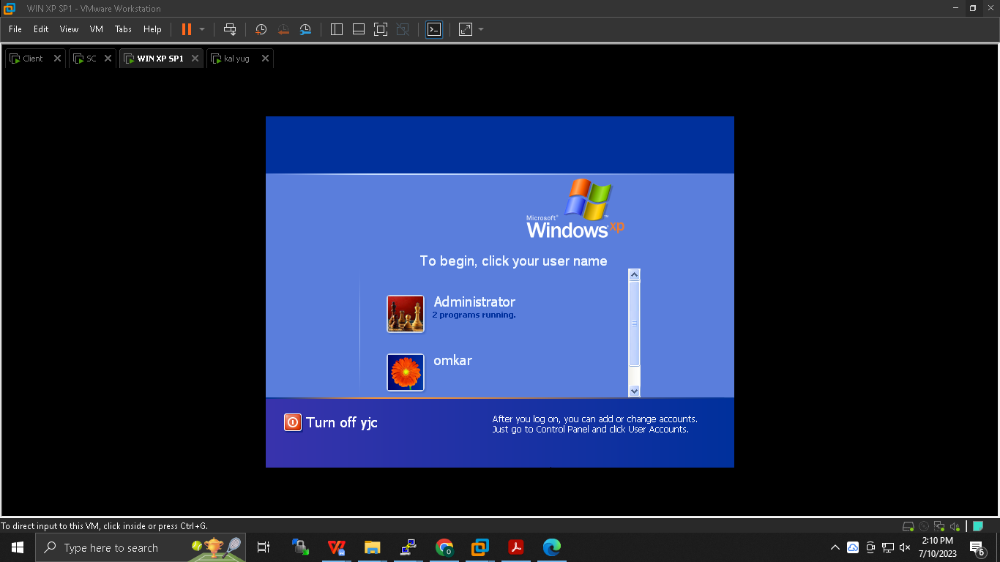 WIN XP SP1 - VMware Workstation
File Edit View VM Tabs Help
Client SC WIN XP SP1 kal yug
Microsoft®
Windows® xp
™
To begin, click your user name
Administrator
2 programs running.
omkar
Turn off yjc
After you log on, you can add or change accounts.
Just go to Control Panel and click User Accounts.
To direct input to this VM, click inside or press Ctrl+G.
Type here to search
2:10 PM
7/10/2023
6